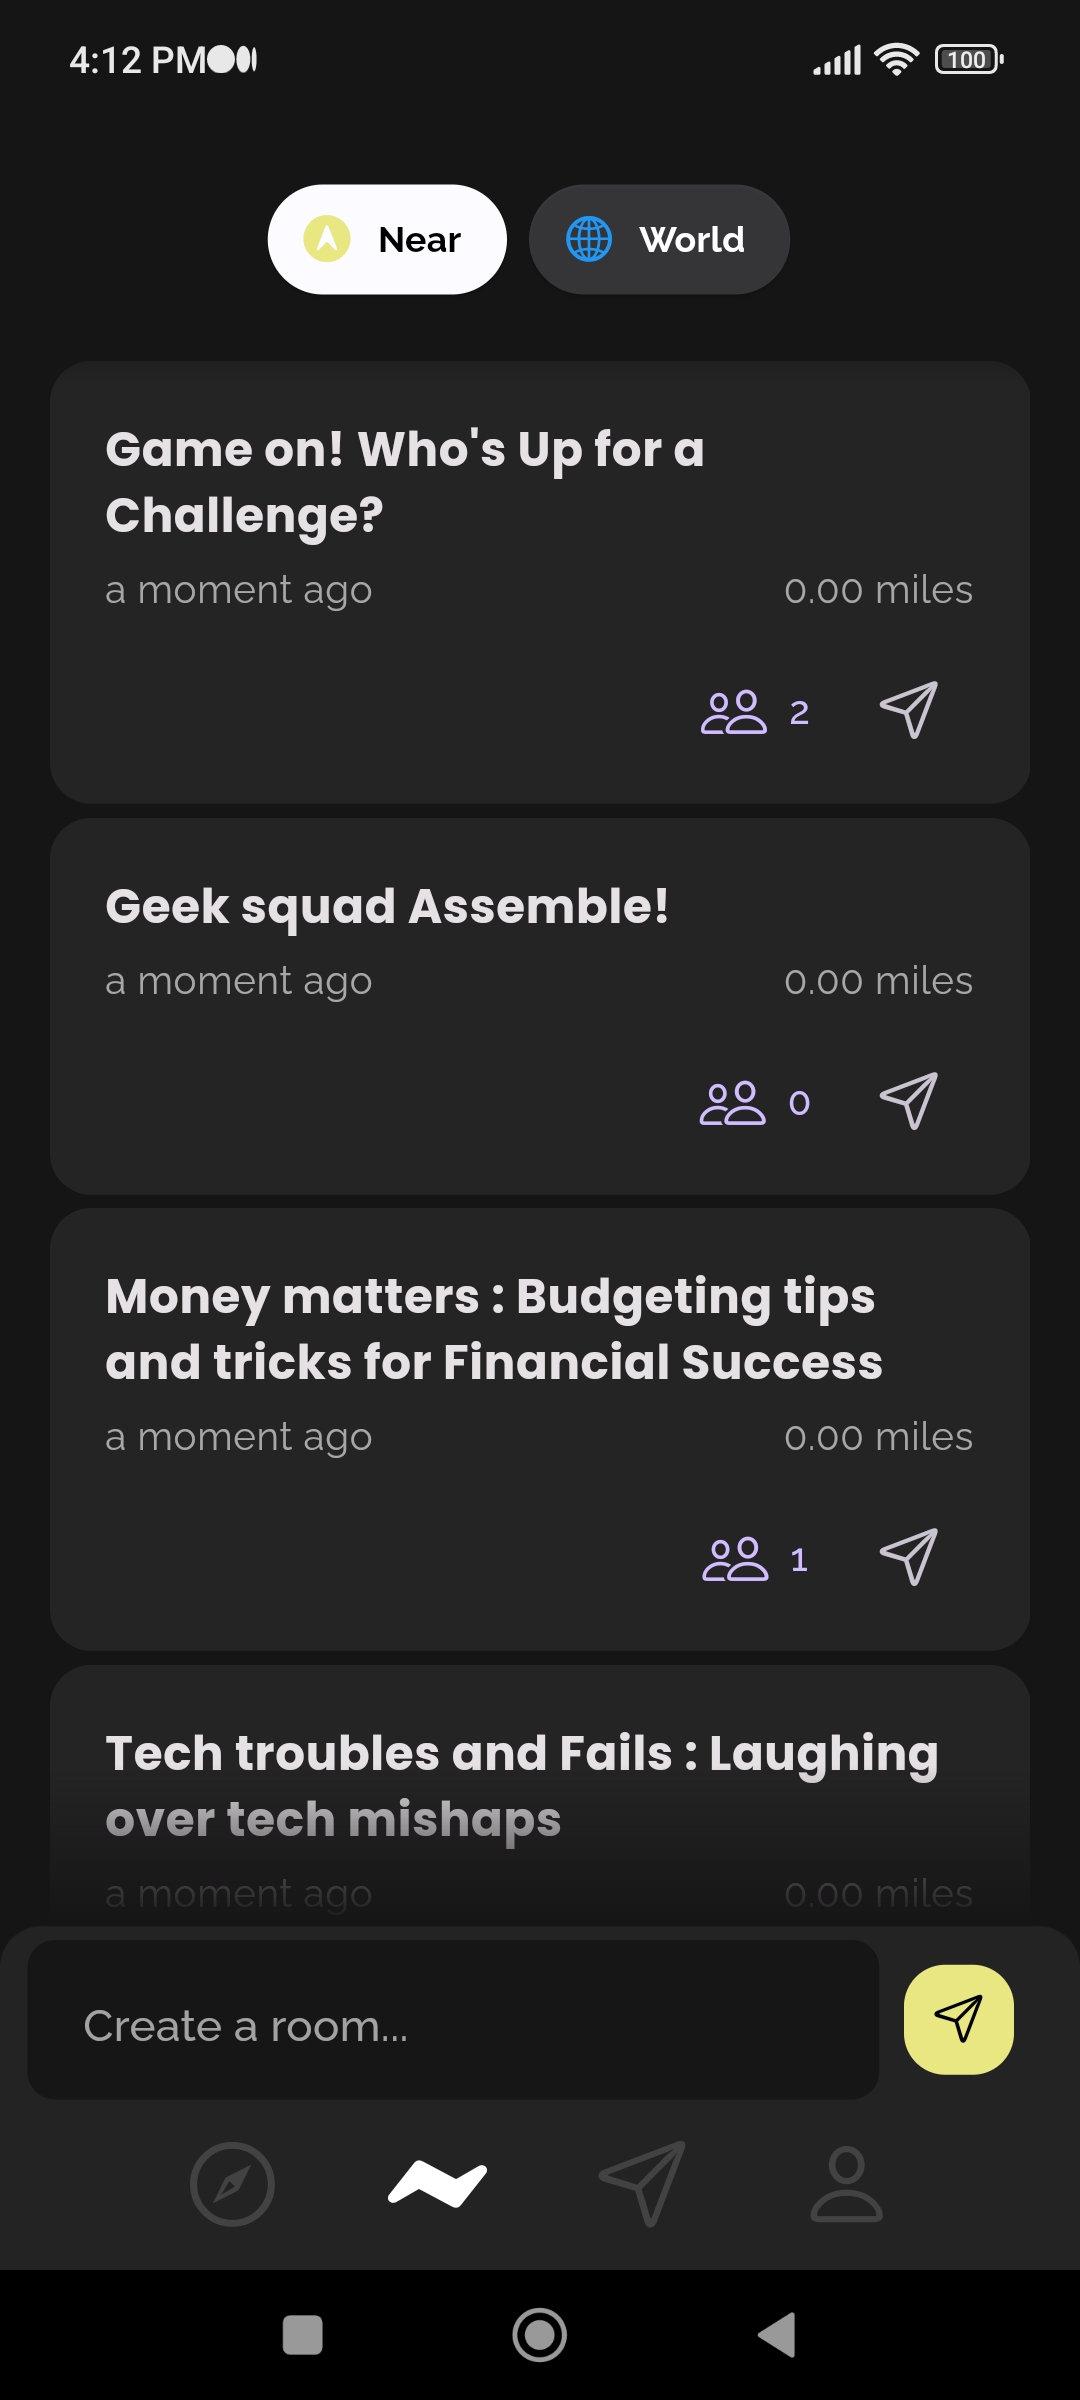 4:12 PM
100
Near
World
Game on! Who's Up for a
Challenge?
a moment ago
0.00 miles
2
Geek squad Assemble!
a moment ago
0.00 miles
0
Money matters : Budgeting tips
and tricks for Financial Success
a moment ago
0.00 miles
1
Tech troubles and Fails : Laughing
over tech mishaps
a moment ago
0.00 miles
Create a room...